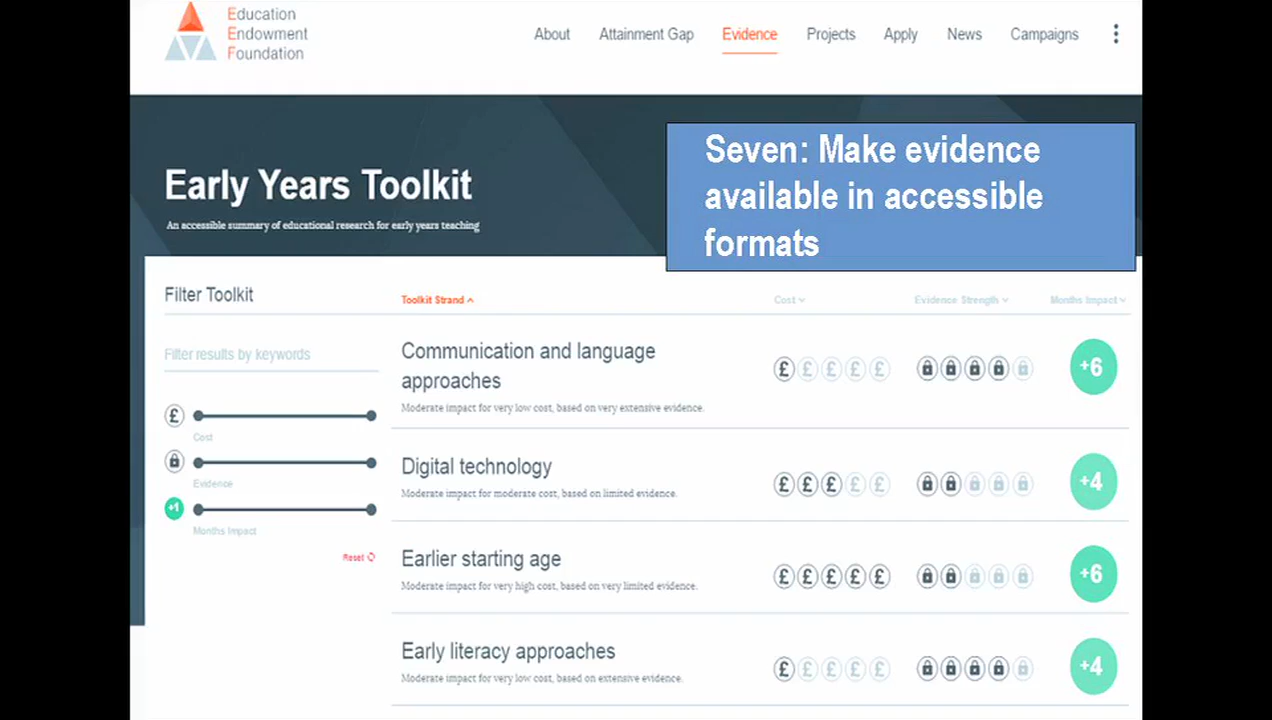 Education
Endowment
Foundation
About Attainment Gap Evidence Projects Apply News Campaigns
Seven: Make evidence
available in accessible
formats
Early Years Toolkit
An accessible summary of educational research for early years teaching
Filter Toolkit
Toolkit Strand Cost Evidence Strength Months Impact
Filter results by keywords
£
Cost
Evidence
+1
Months Impact
Reset
Communication and language
approaches
Moderate impact for very low cost, based on very extensive evidence.
£ £ £ £ £
+6
Digital technology
Moderate impact for moderate cost, based on limited evidence.
£ £ £ £ £
+4
Earlier starting age
Moderate impact for very high cost, based on very limited evidence.
£ £ £ £ £
+6
Early literacy approaches
Moderate impact for very low cost, based on extensive evidence.
£ £ £ £ £
+4